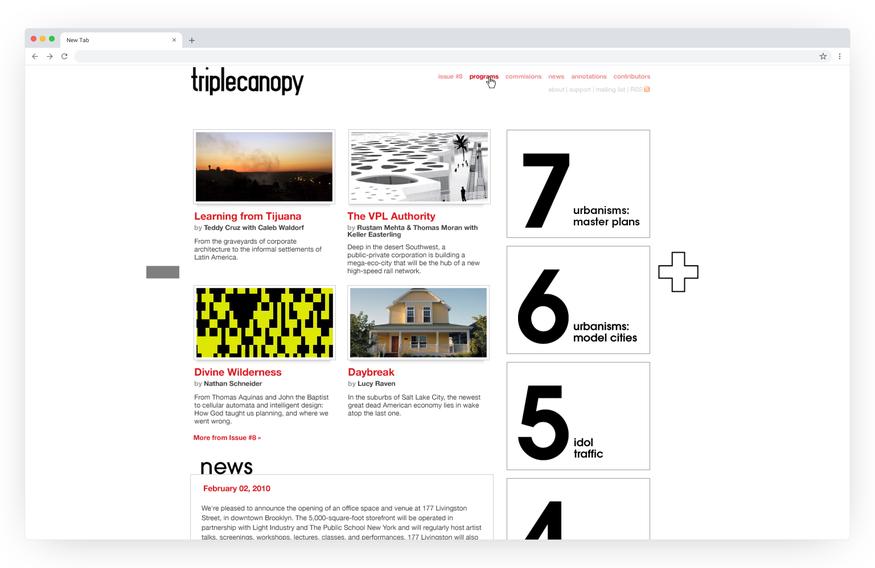 New Tab
triplecanopy
issue #8 programs commisions news annotations contributors
about | support | mailing list | RSS
Learning from Tijuana
by Teddy Cruz with Caleb Waldorf
From the graveyards of corporate
architecture to the informal settlements of
Latin America.
The VPL Authority
by Rustam Mehta & Thomas Moran with
Keller Easterling
Deep in the desert Southwest, a
public-private corporation is building a
mega-eco-city that will be the hub of a new
high-speed rail network.
Divine Wilderness
by Nathan Schneider
From Thomas Aquinas and John the Baptist
to cellular automata and intelligent design:
How God taught us planning, and where we
went wrong.
Daybreak
by Lucy Raven
In the suburbs of Salt Lake City, the newest
great dead American economy lies in wake
atop the last one.
More from Issue #8 »
7
urbanisms:
master plans
6
urbanisms:
model cities
5
idol
traffic
4
news
February 02, 2010
We're pleased to announce the opening of an office space and venue at 177 Livingston
Street, in downtown Brooklyn. The 5,000-square-foot storefront will be operated in
partnership with Light Industry and The Public School New York and will regularly host artist
talks, screenings, workshops, lectures, classes, and performances. 177 Livingston will also